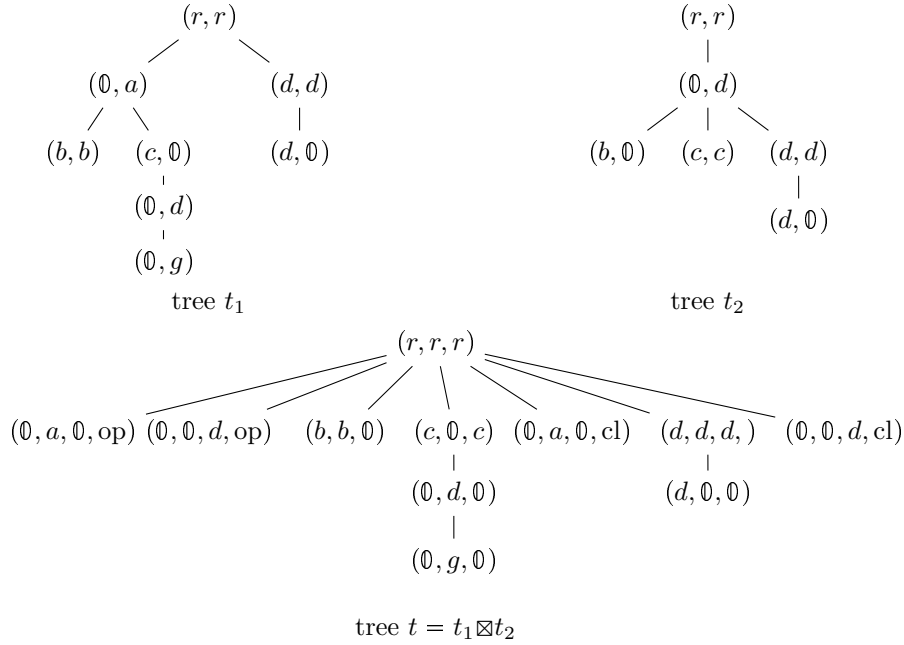 (r, r) (r, r)
(𝟘, a) (d, d) (𝟘, d)
(b, b) (c, 𝟘) (d, 𝟘) (b, 𝟘) (c, c) (d, d)
(𝟘, d) (d, 𝟘)
(𝟘, g)
tree t₁ tree t₂
(r, r, r)
(𝟘, a, 𝟘, op) (𝟘, 𝟘, d, op) (b, b, 𝟘) (c, 𝟘, c) (𝟘, a, 𝟘, cl) (d, d, d, ) (𝟘, 𝟘, d, cl)
(𝟘, d, 𝟘) (d, 𝟘, 𝟘)
(𝟘, g, 𝟘)
tree t = t₁⊠t₂